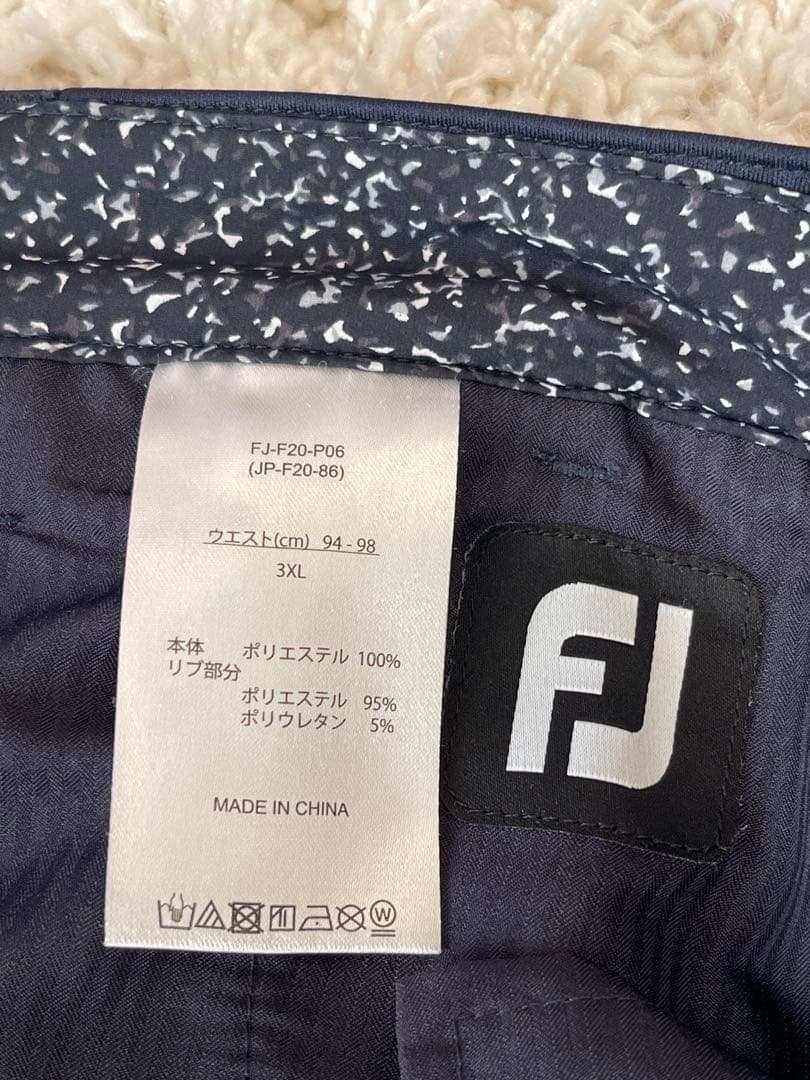 FJ-F20-P06
(JP-F20-86)
ウエスト(cm) 94 - 98
3XL
本体 ポリエステル 100%
リブ部分
ポリエステル 95%
ポリウレタン 5%
MADE IN CHINA
W
FJ